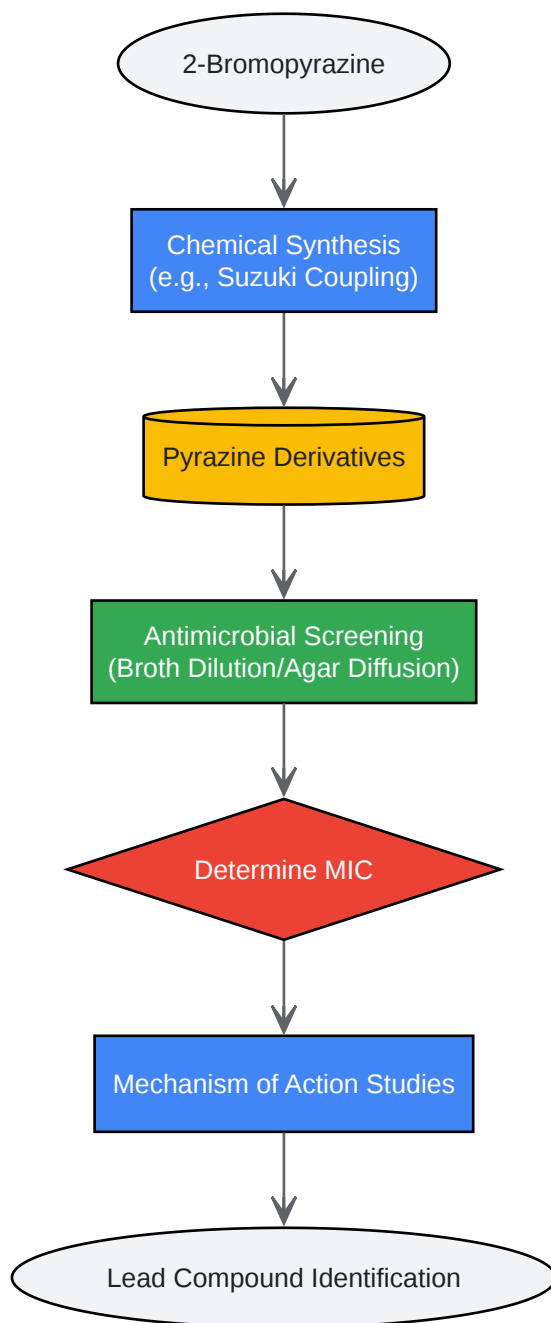 2-Bromopyrazine
Chemical Synthesis
(e.g., Suzuki Coupling)
Pyrazine Derivatives
Antimicrobial Screening
(Broth Dilution/Agar Diffusion)
Determine MIC
Mechanism of Action Studies
Lead Compound Identification